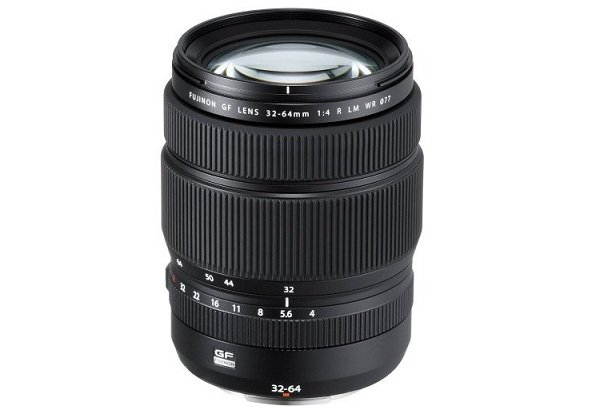 FUJINON GF LENS 32-64mm 1:4 R LM WR ø77
64 50 44 32
32 22 16 11 8 5.6 4
GF
FUJINON
32-64